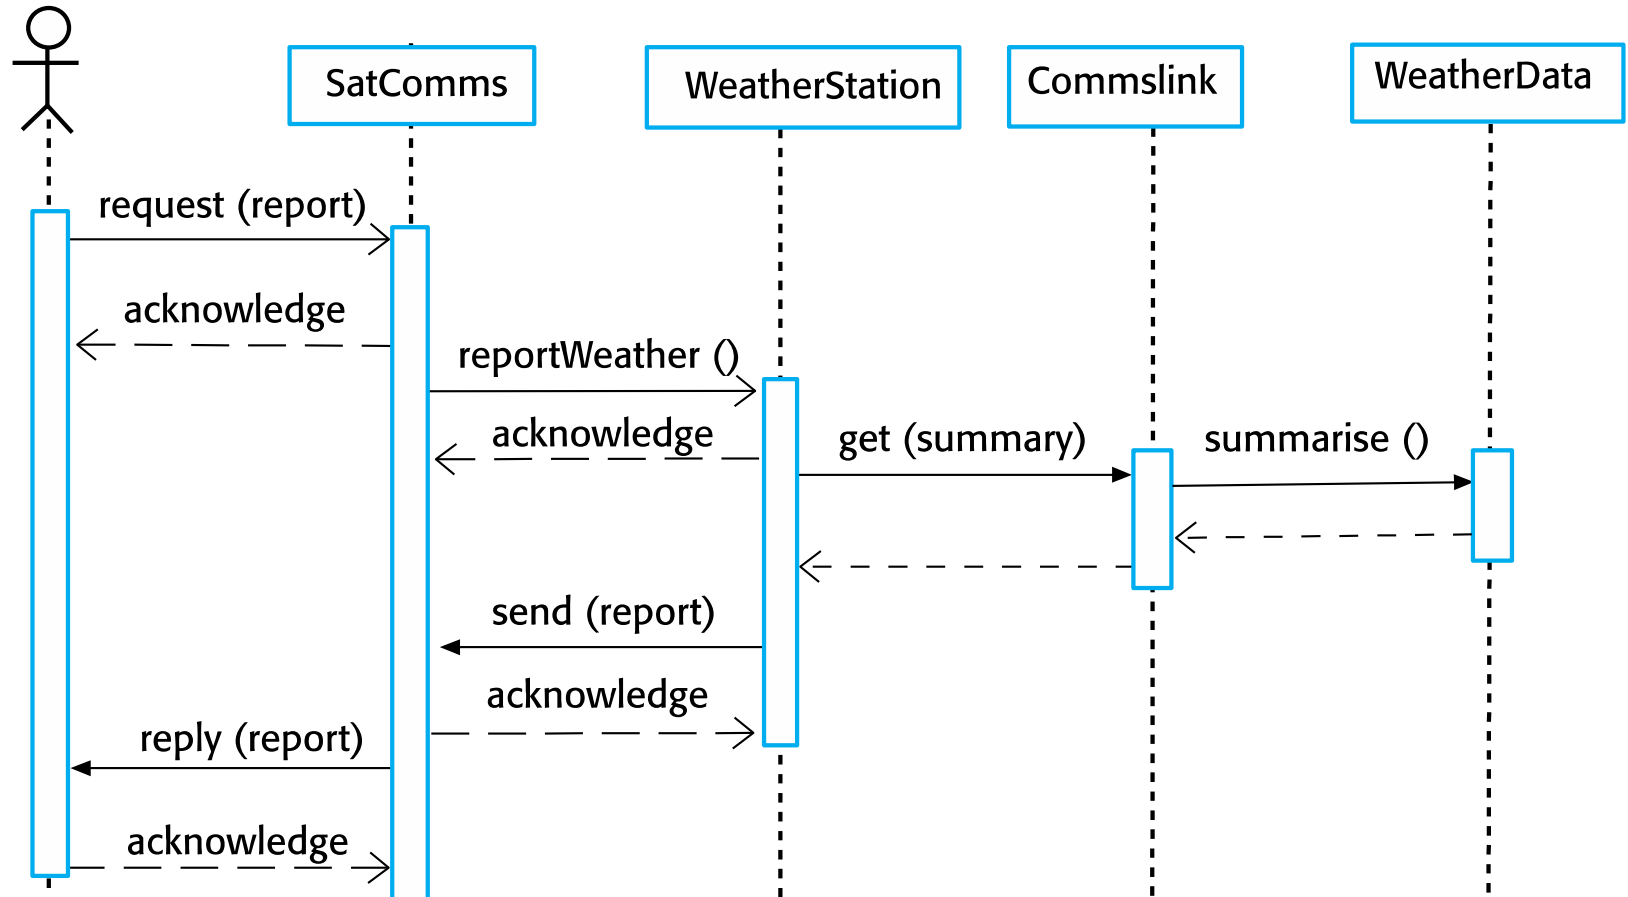 SatComms
WeatherStation
Commslink
WeatherData
request (report)
acknowledge
reportWeather ()
acknowledge
get (summary)
summarise ()
send (report)
acknowledge
reply (report)
acknowledge